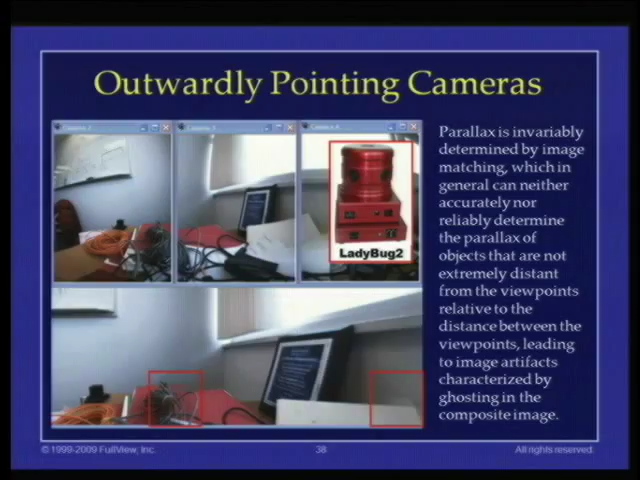 Outwardly Pointing Cameras
LadyBug2
Parallax is invariably
determined by image
matching, which in
general can neither
accurately nor
reliably determine
the parallax of
objects that are not
extremely distant
from the viewpoints
relative to the
distance between the
viewpoints, leading
to image artifacts
characterized by
ghosting in the
composite image.
© 1999-2009 FullView, Inc.
38
All rights reserved.